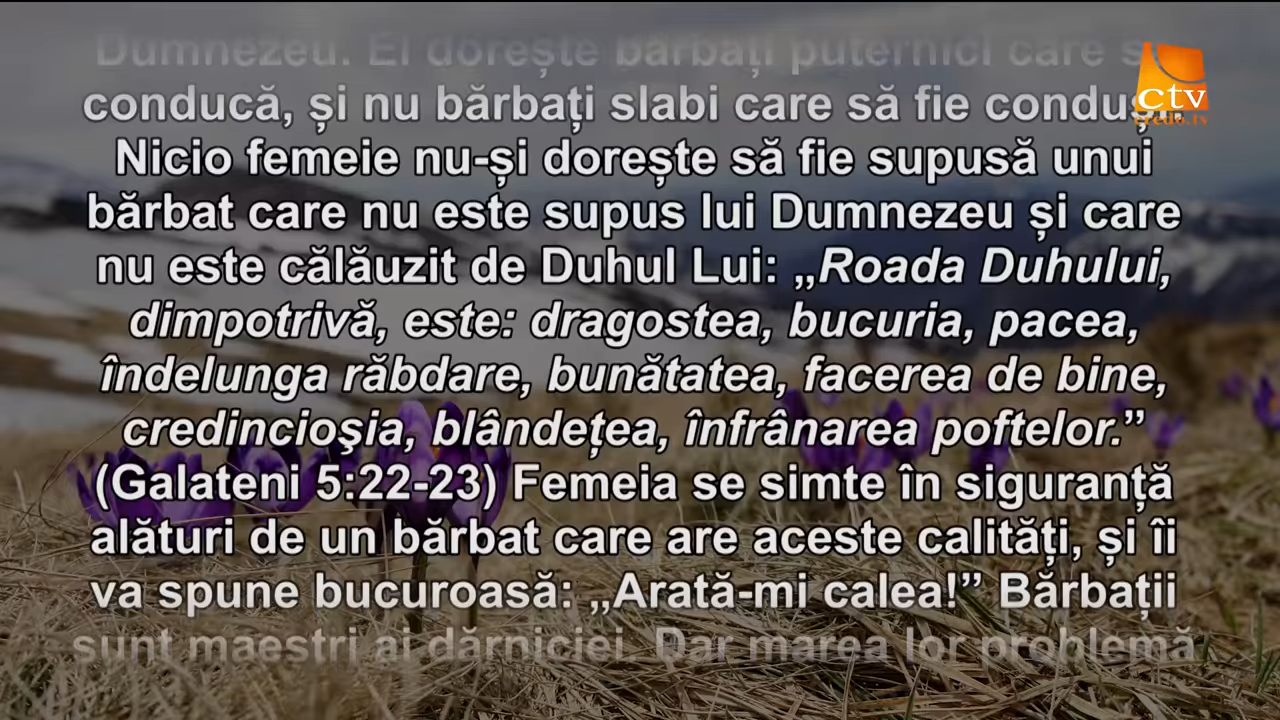 Dumnezeu. El dorește bărbați puternici care s
conducă, și nu bărbați slabi care să fie conduși.
Nicio femeie nu-și dorește să fie supusă unui
bărbat care nu este supus lui Dumnezeu și care
nu este călăuzit de Duhul Lui: „Roada Duhului,
dimpotrivă, este: dragostea, bucuria, pacea,
îndelunga răbdare, bunătatea, facerea de bine,
credincioşia, blândețea, înfrânarea poftelor.”
(Galateni 5:22-23) Femeia se simte în siguranță
alături de un bărbat care are aceste calități, și îi
va spune bucuroasă: „Arată-mi calea!” Bărbații
sunt maestri ai dărniciei. Dar marea lor problemă
ctv
credo.tv